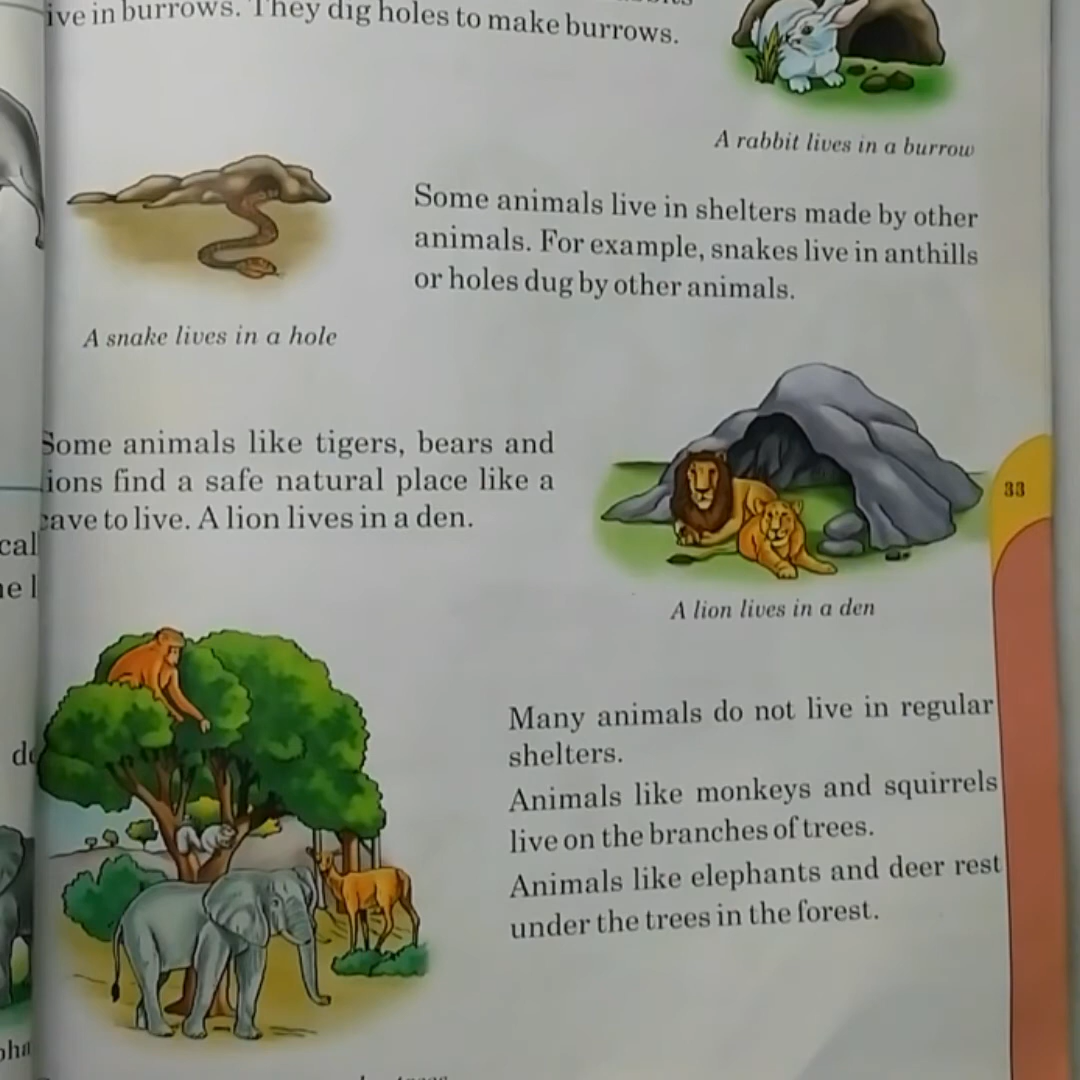 ive in burrows. They dig holes to make burrows.
A rabbit lives in a burrow
Some animals live in shelters made by other
animals. For example, snakes live in anthills
or holes dug by other animals.
A snake lives in a hole
Some animals like tigers, bears and
ions find a safe natural place like a
cave to live. A lion lives in a den.
33
A lion lives in a den
Many animals do not live in regular
shelters.
Animals like monkeys and squirrels
live on the branches of trees.
Animals like elephants and deer rest
under the trees in the forest.